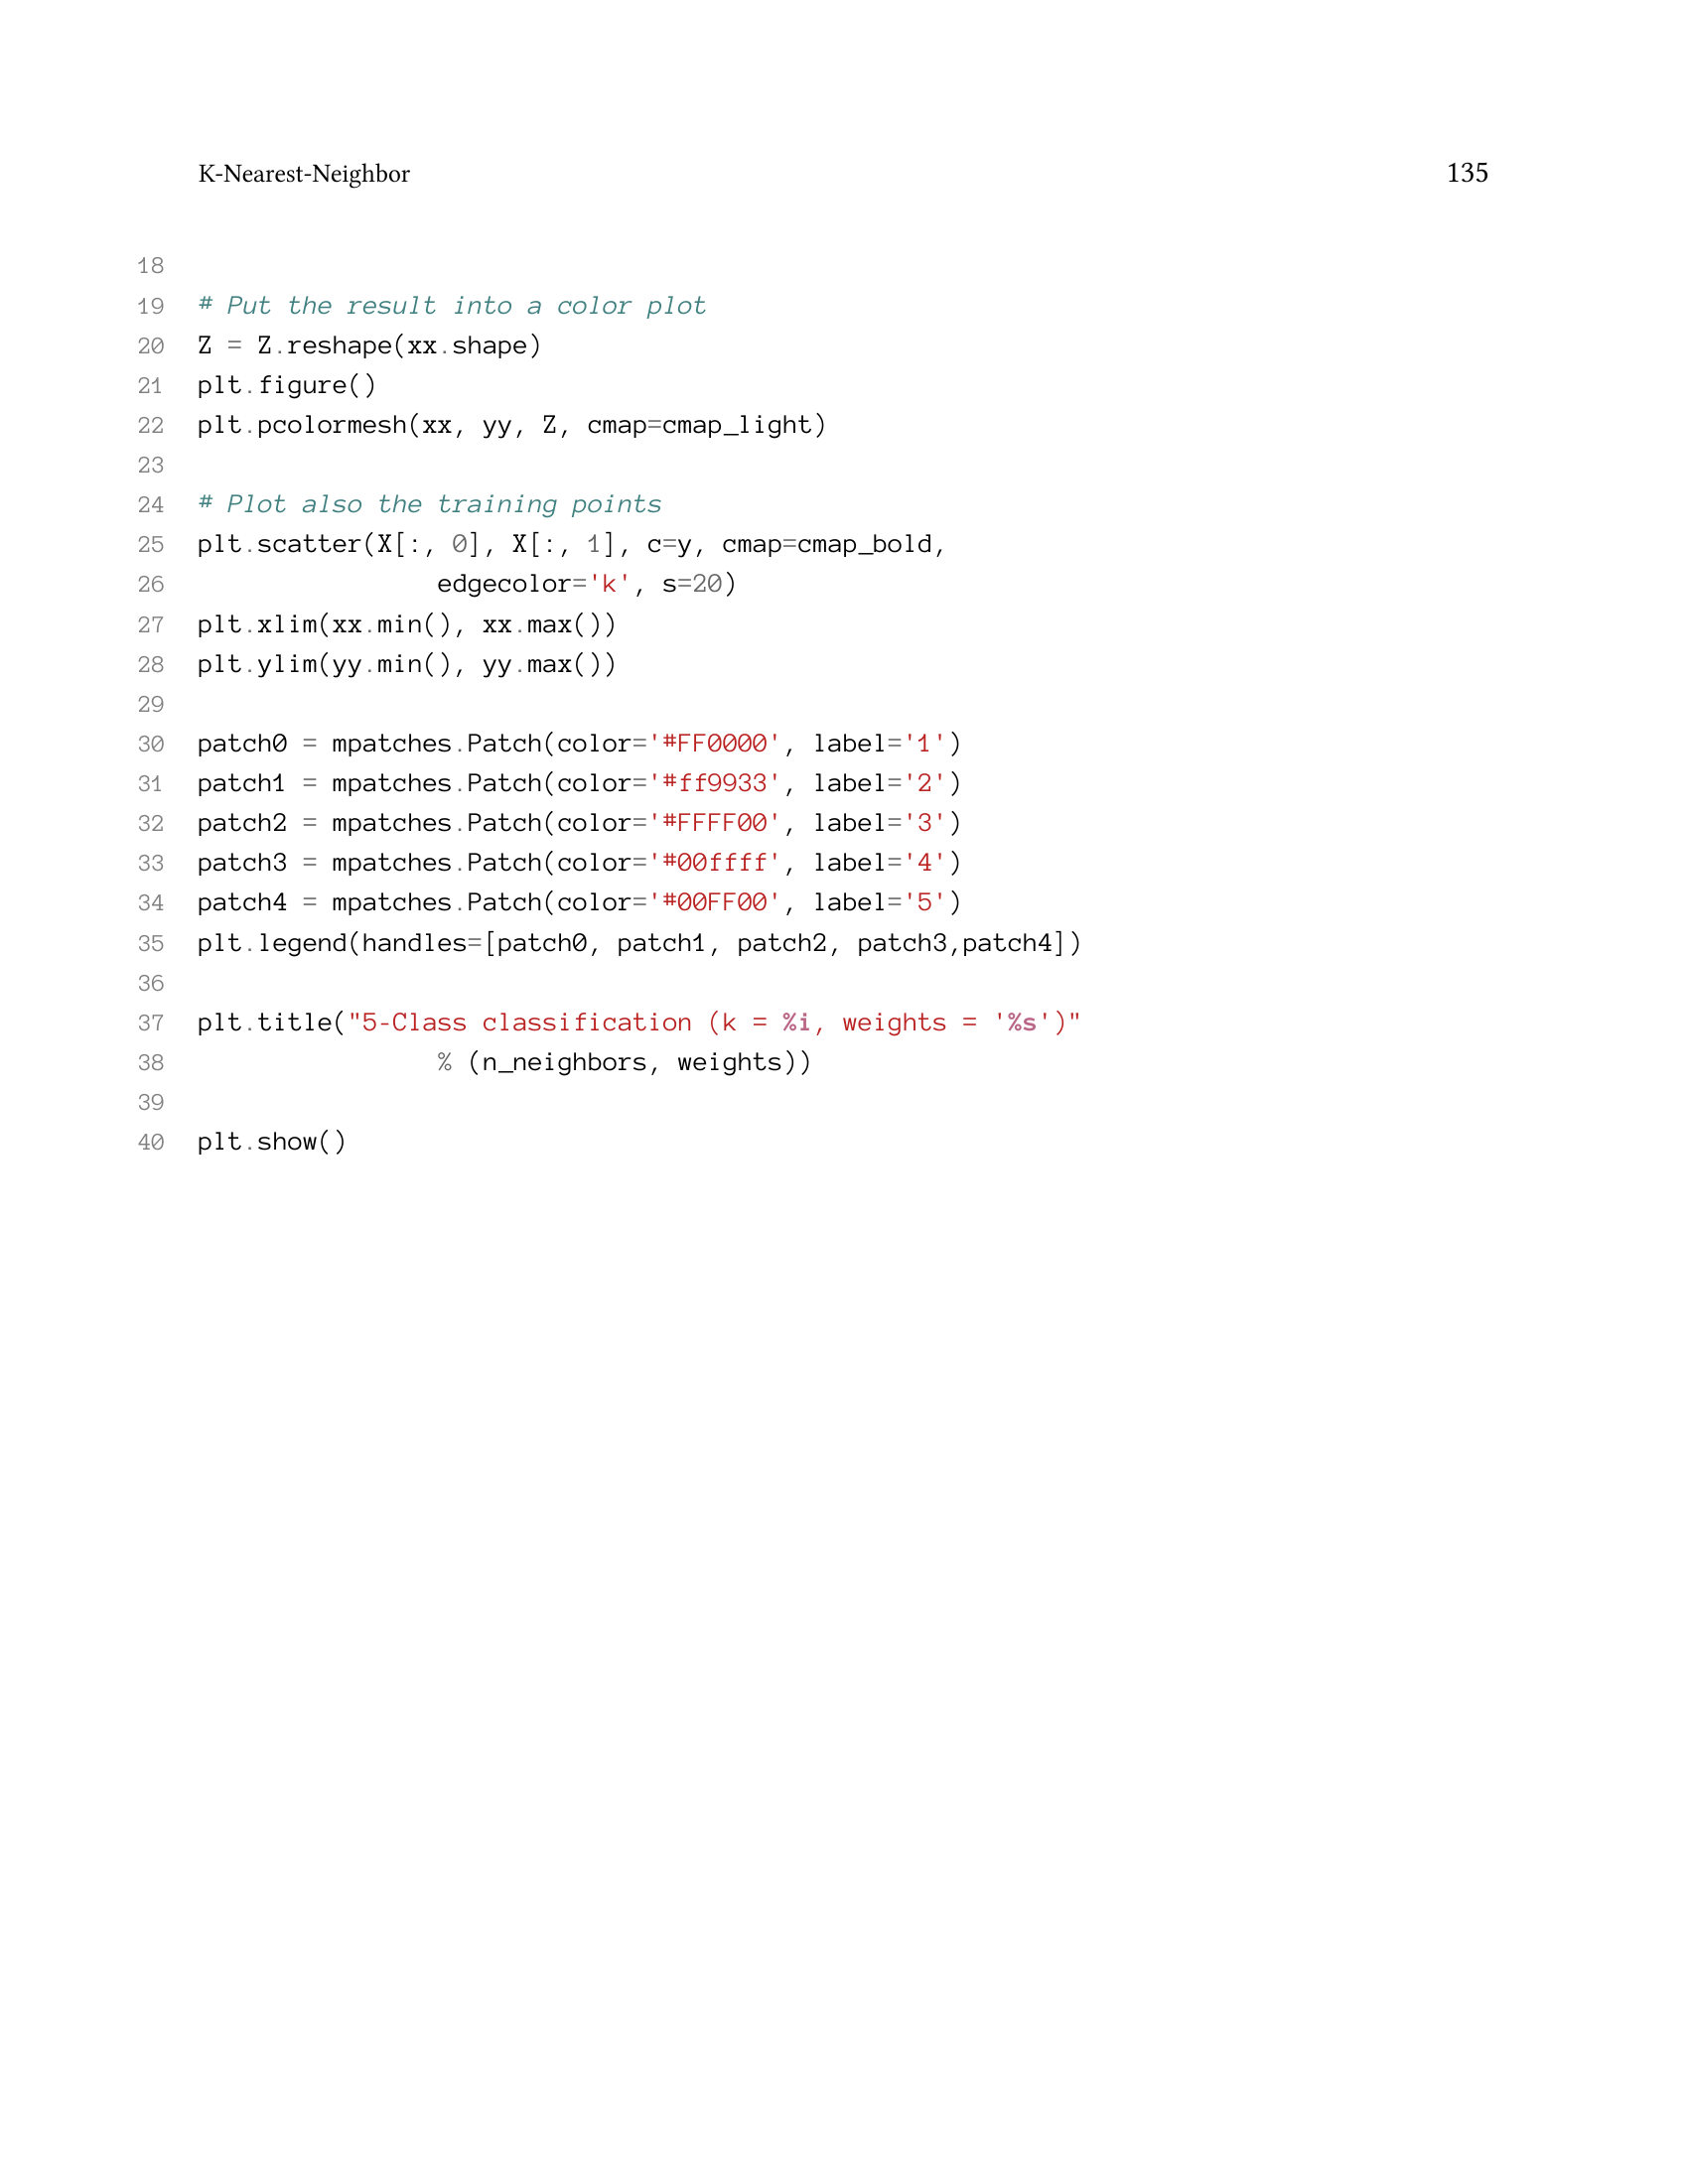 K-Nearest-Neighbor 135
18
19 # Put the result into a color plot
20 Z = Z.reshape(xx.shape)
21 plt.figure()
22 plt.pcolormesh(xx, yy, Z, cmap=cmap_light)
23
24 # Plot also the training points
25 plt.scatter(X[:, 0], X[:, 1], c=y, cmap=cmap_bold,
26                 edgecolor='k', s=20)
27 plt.xlim(xx.min(), xx.max())
28 plt.ylim(yy.min(), yy.max())
29
30 patch0 = mpatches.Patch(color='#FF0000', label='1')
31 patch1 = mpatches.Patch(color='#ff9933', label='2')
32 patch2 = mpatches.Patch(color='#FFFF00', label='3')
33 patch3 = mpatches.Patch(color='#00ffff', label='4')
34 patch4 = mpatches.Patch(color='#00FF00', label='5')
35 plt.legend(handles=[patch0, patch1, patch2, patch3,patch4])
36
37 plt.title("5-Class classification (k = %i, weights = '%s')"
38                 % (n_neighbors, weights))
39
40 plt.show()